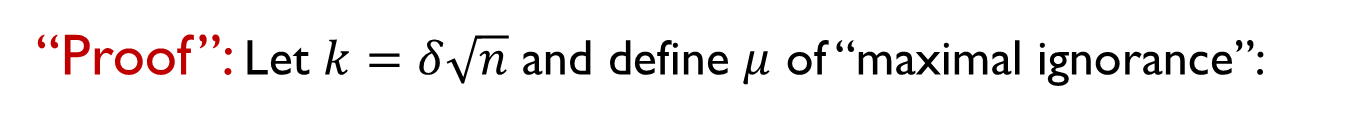 “Proof”: Let 𝑘 = 𝛿√𝑛 and define 𝜇 of “maximal ignorance”: